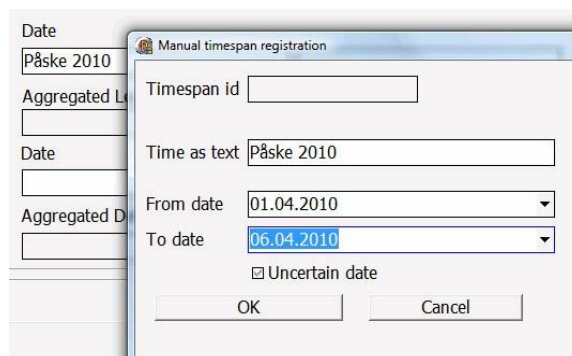 Date
Påske 2010
Aggregated Le
Date
Aggregated D
Manual timespan registration
Timespan id
Time as text Påske 2010
From date 01.04.2010
To date 06.04.2010
Uncertain date
OK Cancel